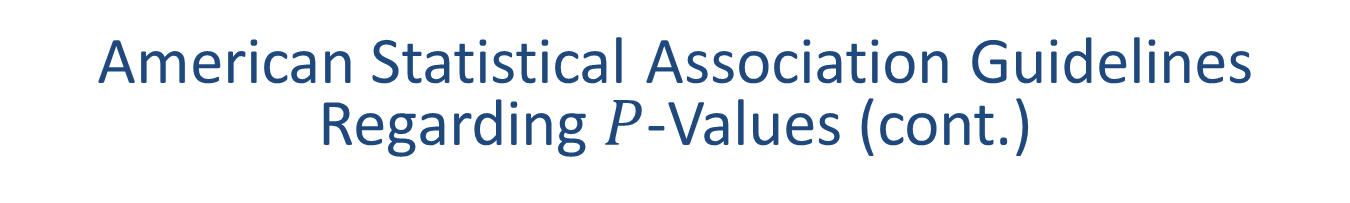 American Statistical Association Guidelines
Regarding P-Values (cont.)